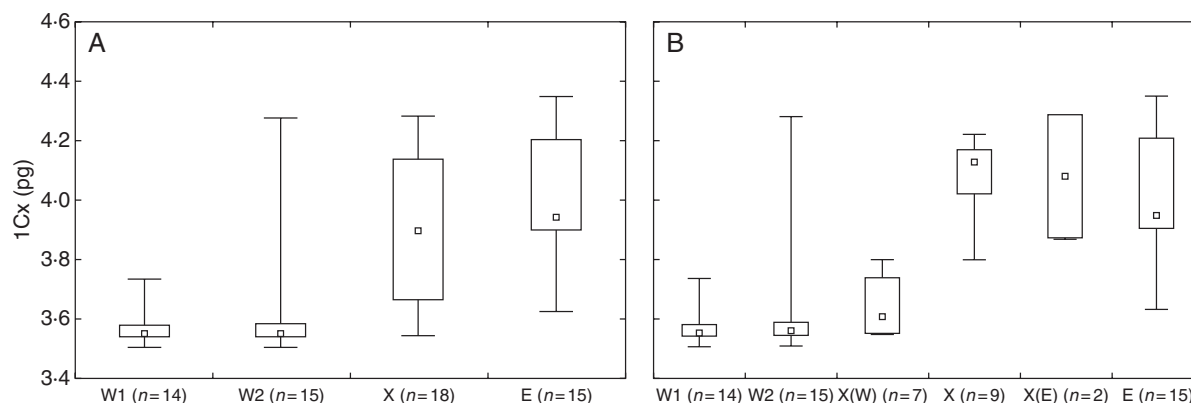 A
B
1Cx (pg)
4·6
4·4
4·2
4·0
3·8
3·6
3·4
W1 (n=14) W2 (n=15) X (n=18) E (n=15)
W1 (n=14) W2 (n=15) X(W) (n=7) X (n=9) X(E) (n=2) E (n=15)